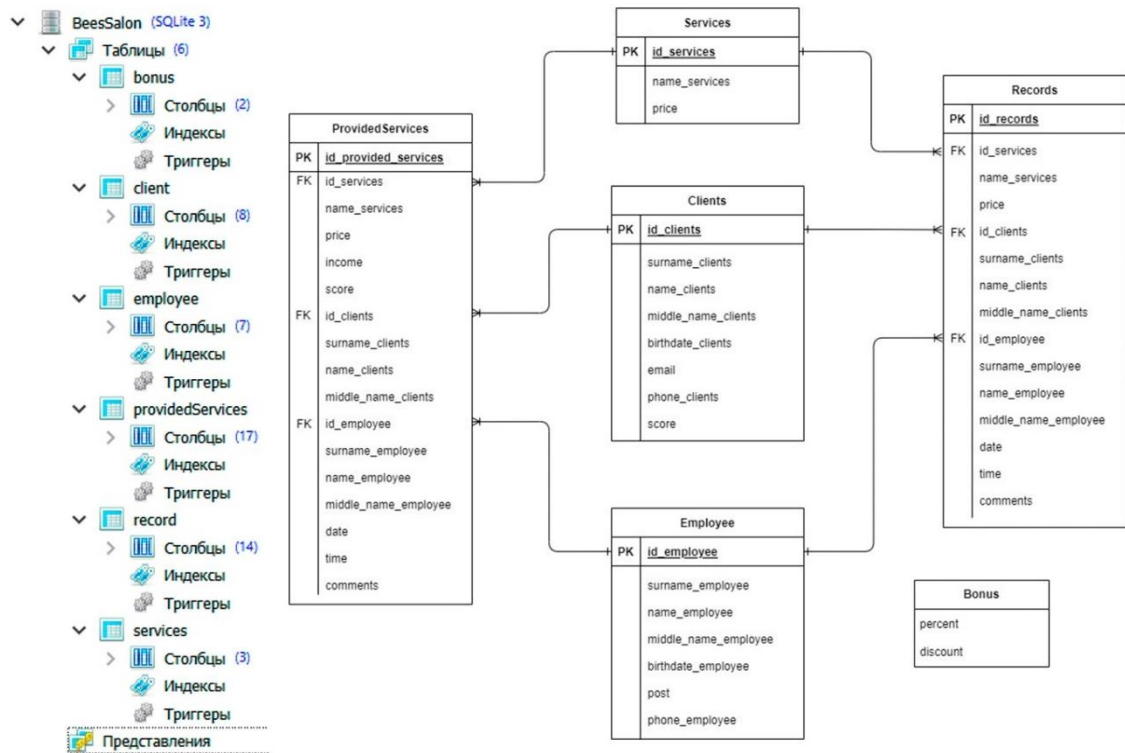 BeesSalon (SQLite 3)
Таблицы (6)
bonus
Столбцы (2)
Индексы
Триггеры
client
Столбцы (8)
Индексы
Триггеры
employee
Столбцы (7)
Индексы
Триггеры
providedServices
Столбцы (17)
Индексы
Триггеры
record
Столбцы (14)
Индексы
Триггеры
services
Столбцы (3)
Индексы
Триггеры
Представления
ProvidedServices
PK id_provided_services
FK id_services
name_services
price
income
score
FK id_clients
surname_clients
name_clients
middle_name_clients
FK id_employee
surname_employee
name_employee
middle_name_employee
date
time
comments
Services
PK id_services
name_services
price
Clients
PK id_clients
surname_clients
name_clients
middle_name_clients
birthdate_clients
email
phone_clients
score
Employee
PK id_employee
surname_employee
name_employee
middle_name_employee
birthdate_employee
post
phone_employee
Records
PK id_records
FK id_services
name_services
price
FK id_clients
surname_clients
name_clients
middle_name_clients
FK id_employee
surname_employee
name_employee
middle_name_employee
date
time
comments
Bonus
percent
discount